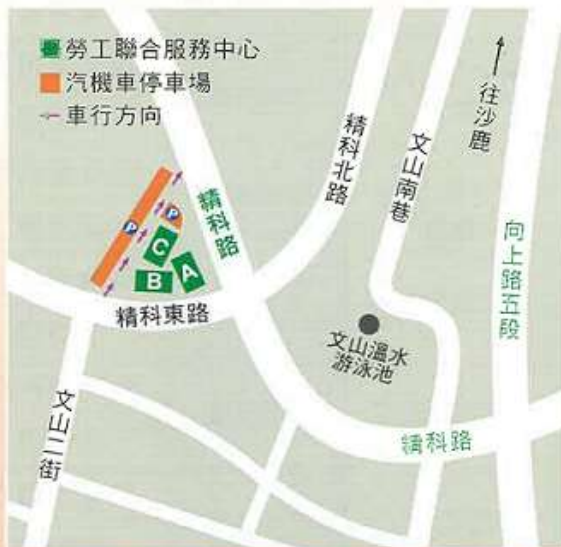 勞工聯合服務中心
汽機車停車場
車行方向
往沙鹿
精科北路
文山南巷
精科路
向上路五段
P
P
C
B
A
精科東路
文山溫水
游泳池
文山二街
精科路